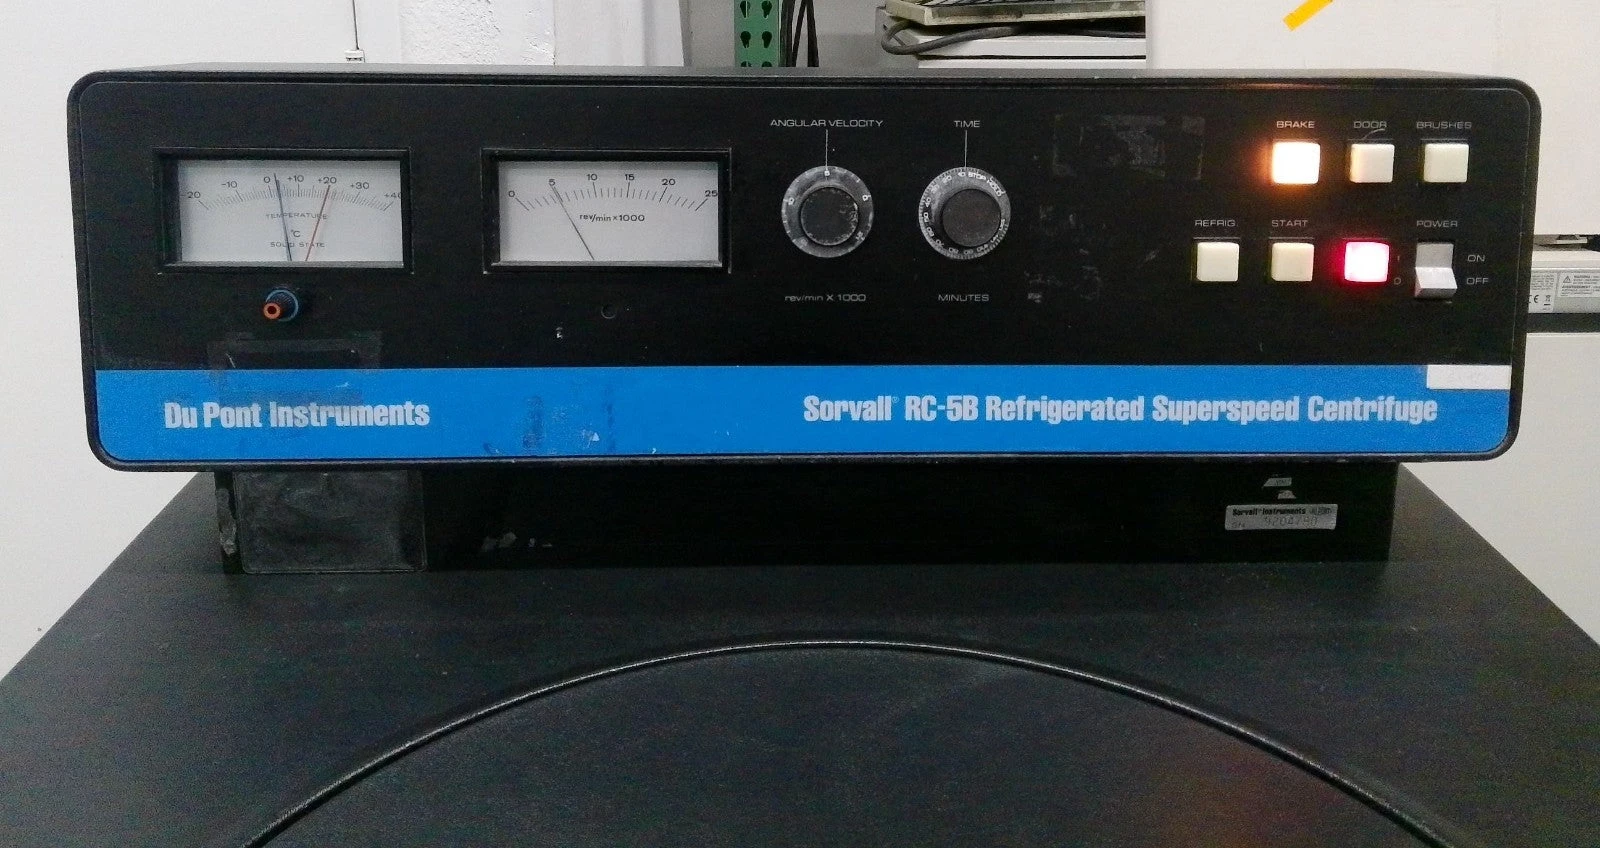 ANGULAR VELOCITY
TIME
BRAKE
DOOR
BRUSHES
-20 -10 0 +10 +20 +30 +40
TEMPERATURE
°C
SOLID STATE
0 5 10 15 20 25
rev/min x 1000
REFRIG.
START
POWER
ON
OFF
rev/min X 1000
MINUTES
Du Pont Instruments
Sorvall® RC-5B Refrigerated Superspeed Centrifuge
Sorvall® Instruments
SN